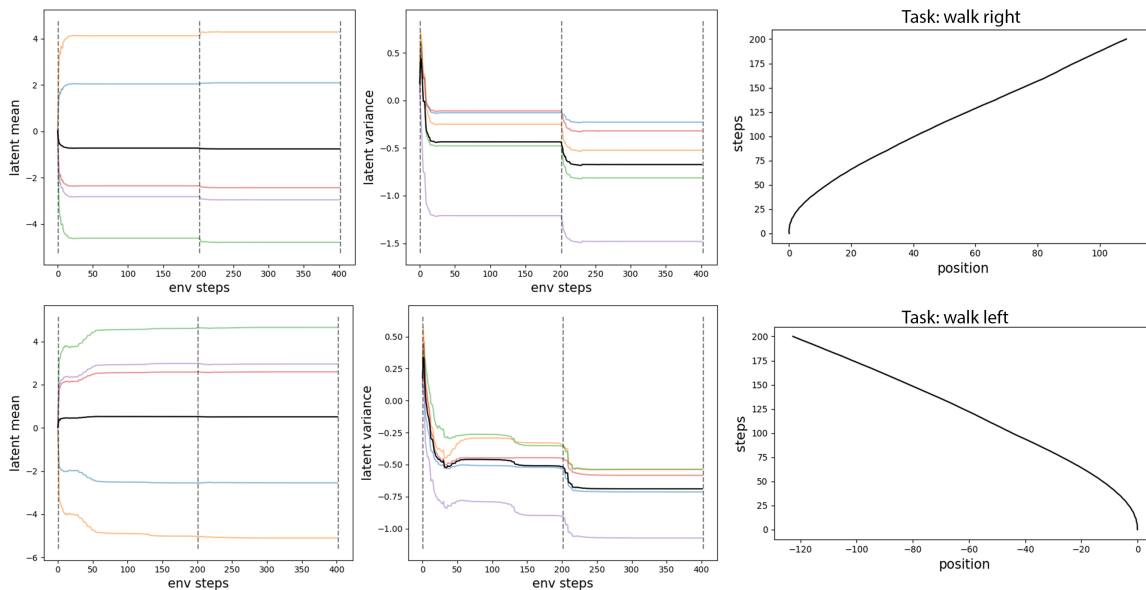 Task: walk right
4
2
0
−2
−4
latent mean
0 50 100 150 200 250 300 350 400
env steps
0.5
0.0
−0.5
−1.0
−1.5
latent variance
0 50 100 150 200 250 300 350 400
env steps
200
175
150
125
100
75
50
25
0
steps
0 20 40 60 80 100
position
Task: walk left
4
2
0
−2
−4
−6
latent mean
0 50 100 150 200 250 300 350 400
env steps
0.50
0.25
0.00
−0.25
−0.50
−0.75
−1.00
latent variance
0 50 100 150 200 250 300 350 400
env steps
200
175
150
125
100
75
50
25
0
steps
−120 −100 −80 −60 −40 −20 0
position